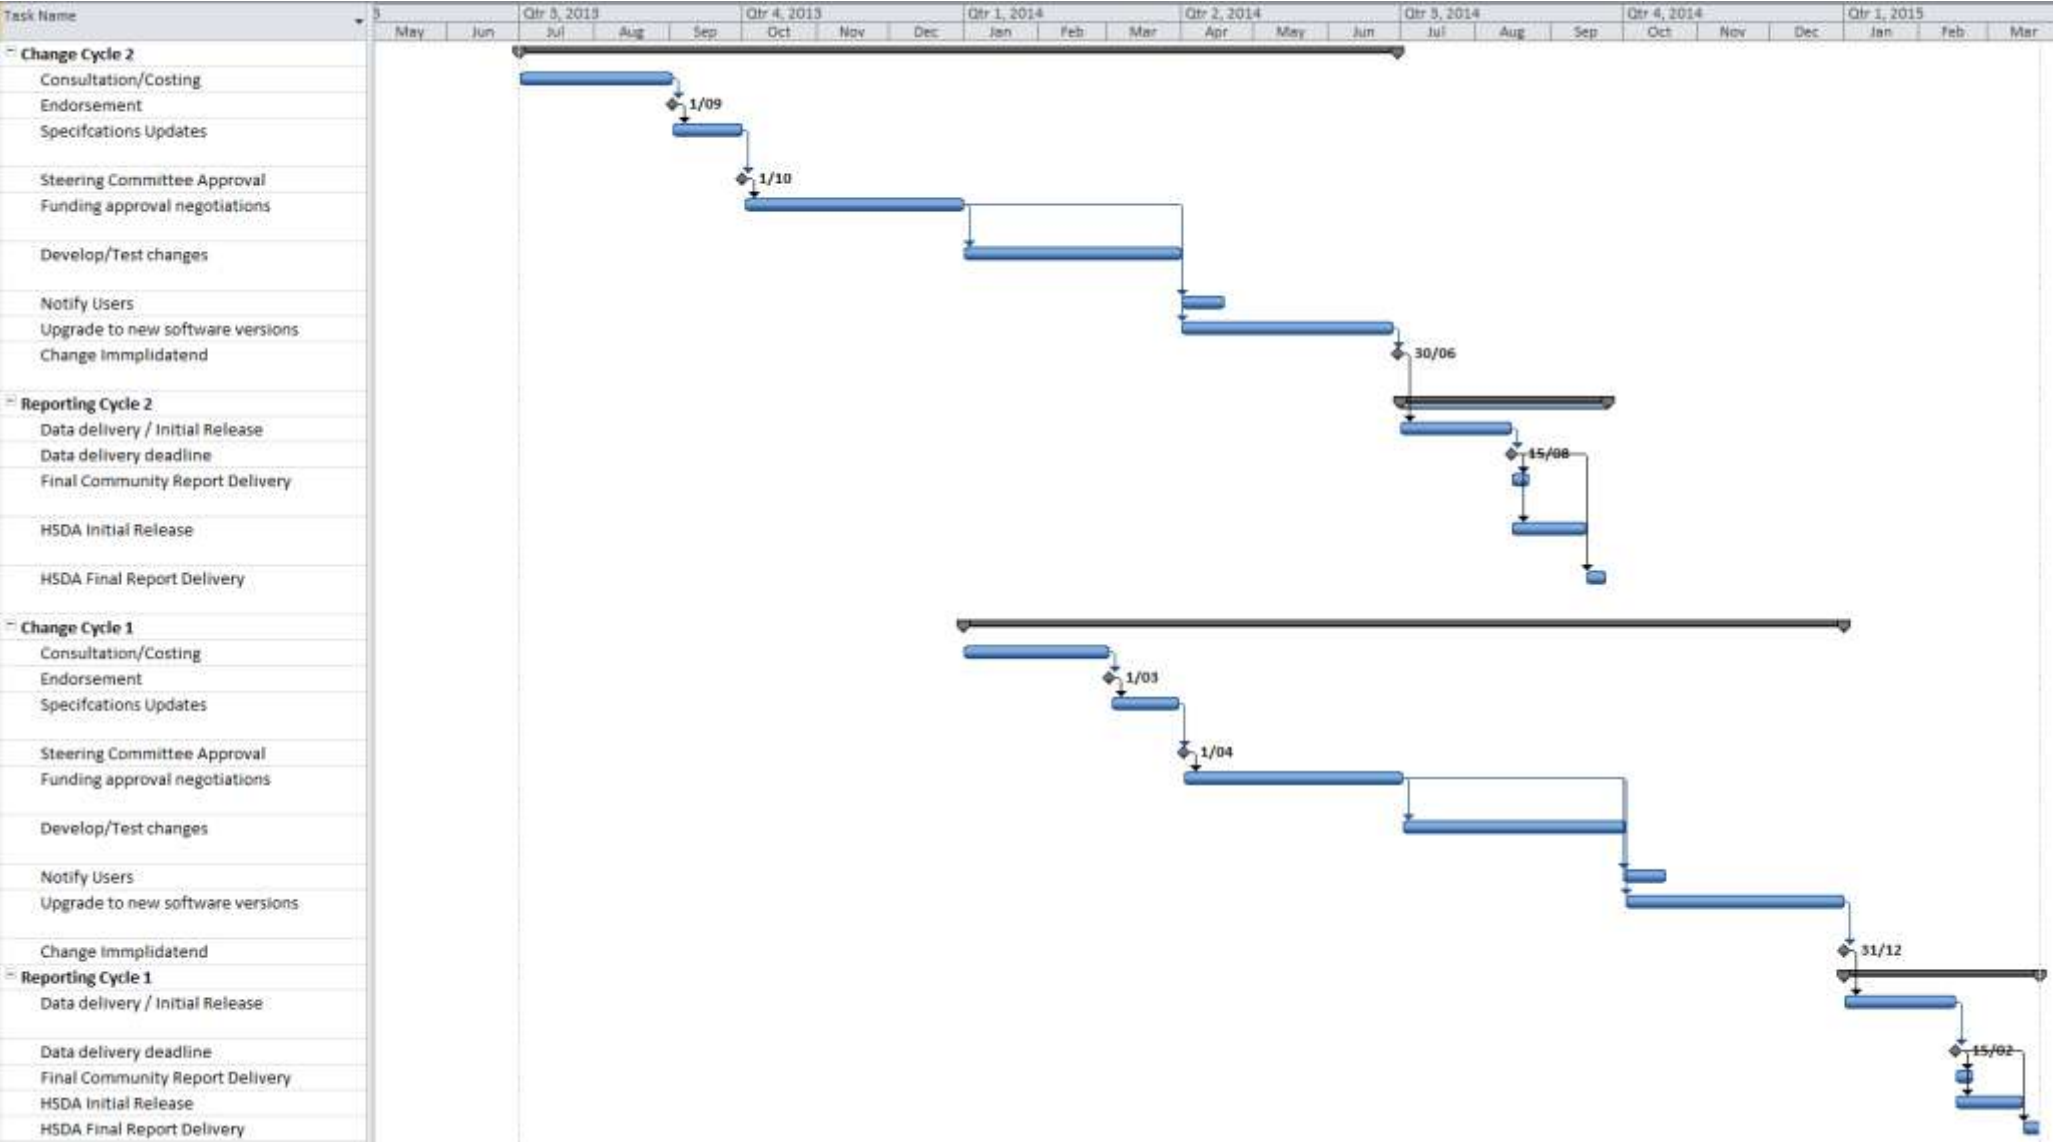 Task Name
3 Qtr 3, 2013 Qtr 4, 2013 Qtr 1, 2014 Qtr 2, 2014 Qtr 3, 2014 Qtr 4, 2014 Qtr 1, 2015
May Jun Jul Aug Sep Oct Nov Dec Jan Feb Mar Apr May Jun Jul Aug Sep Oct Nov Dec Jan Feb Mar
Change Cycle 2
Consultation/Costing
Endorsement 1/09
Specifcations Updates
Steering Committee Approval 1/10
Funding approval negotiations
Develop/Test changes
Notify Users
Upgrade to new software versions
Change Immplidatend 30/06
Reporting Cycle 2
Data delivery / Initial Release
Data delivery deadline 15/08
Final Community Report Delivery
HSDA Initial Release
HSDA Final Report Delivery
Change Cycle 1
Consultation/Costing
Endorsement 1/03
Specifcations Updates
Steering Committee Approval 1/04
Funding approval negotiations
Develop/Test changes
Notify Users
Upgrade to new software versions
Change Immplidatend 31/12
Reporting Cycle 1
Data delivery / Initial Release
Data delivery deadline 15/02
Final Community Report Delivery
HSDA Initial Release
HSDA Final Report Delivery